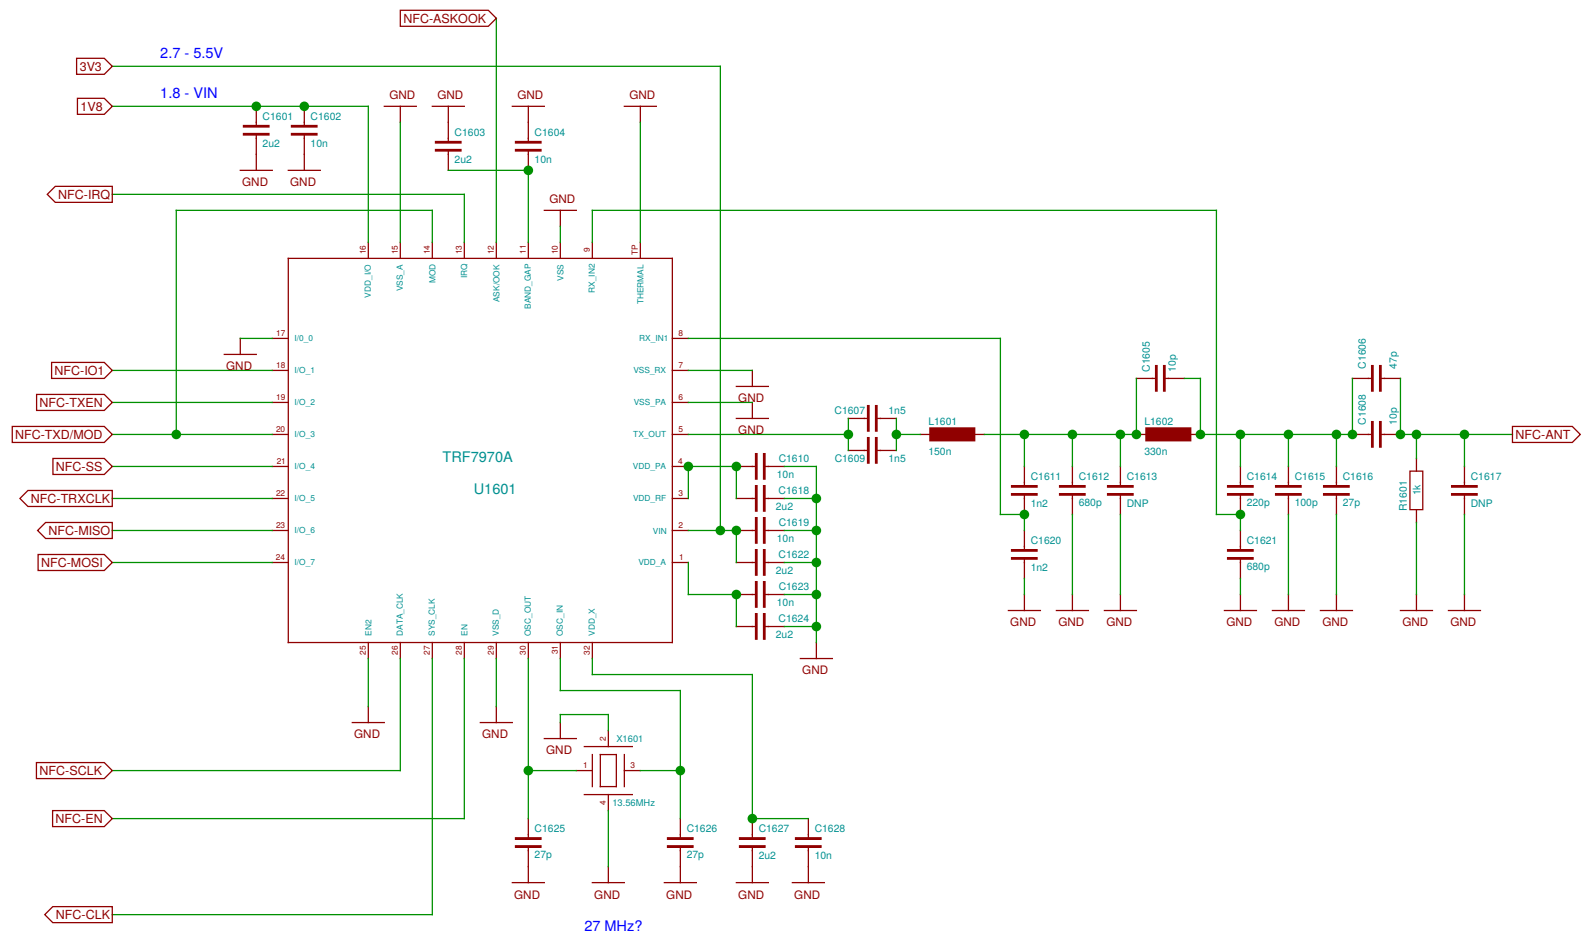 NFC-ASKOOK
2.7 - 5.5V
3V3
1.8 - VIN
1V8
GND GND GND GND
C1601 C1602 C1603 C1604
2u2 10n 2u2 10n
GND GND
NFC-IRQ
GND
16 15 14 13 12 11 10 9 TP
VDD_I/O VSS_A MOD IRQ ASK/OOK BAND_GAP VSS RX_IN2 THERMAL
17 I/0_0 RX_IN1 8
GND
NFC-IO1 18 I/O_1 VSS_RX 7
GND
NFC-TXEN 19 I/O_2 VSS_PA 6
GND
NFC-TXD/MOD 20 I/O_3 TX_OUT 5
NFC-SS 21 I/O_4 VDD_PA 4
NFC-TRXCLK 22 I/O_5 VDD_RF 3
NFC-MISO 23 I/O_6 VIN 2
NFC-MOSI 24 I/O_7 VDD_A 1
TRF7970A
U1601
C1607 1n5
C1609 1n5
L1601
150n
C1605 10p
L1602
330n
C1606 47p
C1608 10p
NFC-ANT
C1610
10n
C1618
2u2
C1619
10n
C1622
2u2
C1623
10n
C1624
2u2
GND
C1611 C1612 C1613 C1614 C1615 C1616 R1601 1k C1617
1n2 680p DNP 220p 100p 27p DNP
C1620 C1621
1n2 680p
GND GND GND GND GND GND GND GND
EN2 DATA_CLK SYS_CLK EN VSS_D OSC_OUT OSC_IN VDD_X
25 26 27 28 29 30 31 32
GND GND GND
X1601
2
1 3
4
13.56MHz
NFC-SCLK
NFC-EN
C1625 C1626 C1627 C1628
27p 27p 2u2 10n
GND GND GND GND GND
NFC-CLK
27 MHz?